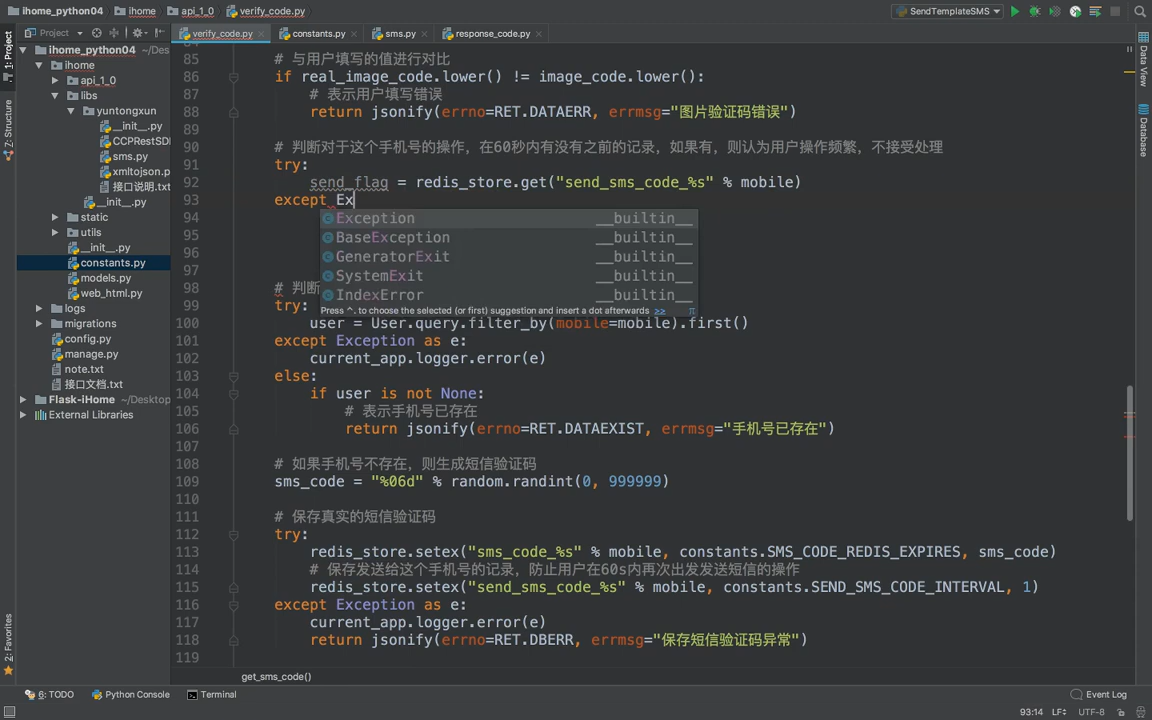 ihome_python04 ihome api_1_0 verify_code.py SendTemplateSMS
Project verify_code.py constants.py sms.py response_code.py
1: Project
Z: Structure
2: Favorites
Data View
Database
ihome_python04 ~/Des
ihome
api_1_0
libs
yuntongxun
__init__.py
CCPRestSDI
sms.py
xmltojson.p
接口说明.txt
__init__.py
static
utils
__init__.py
constants.py
models.py
web_html.py
logs
migrations
config.py
manage.py
note.txt
接口文档.txt
Flask-iHome ~/Desktop
External Libraries
85 # 与用户填写的值进行对比
86 if real_image_code.lower() != image_code.lower():
87 # 表示用户填写错误
88 return jsonify(errno=RET.DATAERR, errmsg="图片验证码错误")
89
90 # 判断对于这个手机号的操作，在60秒内有没有之前的记录，如果有，则认为用户操作频繁，不接受处理
91 try:
92 send_flag = redis_store.get("send_sms_code_%s" % mobile)
93 except Ex
94 Exception __builtin__
95 BaseException __builtin__
96 GeneratorExit __builtin__
97 SystemExit __builtin__
98 # 判断 IndexError __builtin__
Press ^. to choose the selected (or first) suggestion and insert a dot afterwards >> π
99 try:
100 user = User.query.filter_by(mobile=mobile).first()
101 except Exception as e:
102 current_app.logger.error(e)
103 else:
104 if user is not None:
105 # 表示手机号已存在
106 return jsonify(errno=RET.DATAEXIST, errmsg="手机号已存在")
107
108 # 如果手机号不存在，则生成短信验证码
109 sms_code = "%06d" % random.randint(0, 999999)
110
111 # 保存真实的短信验证码
112 try:
113 redis_store.setex("sms_code_%s" % mobile, constants.SMS_CODE_REDIS_EXPIRES, sms_code)
114 # 保存发送给这个手机号的记录，防止用户在60s内再次出发发送短信的操作
115 redis_store.setex("send_sms_code_%s" % mobile, constants.SEND_SMS_CODE_INTERVAL, 1)
116 except Exception as e:
117 current_app.logger.error(e)
118 return jsonify(errno=RET.DBERR, errmsg="保存短信验证码异常")
119
get_sms_code()
6: TODO Python Console Terminal Event Log
93:14 LF÷ UTF-8